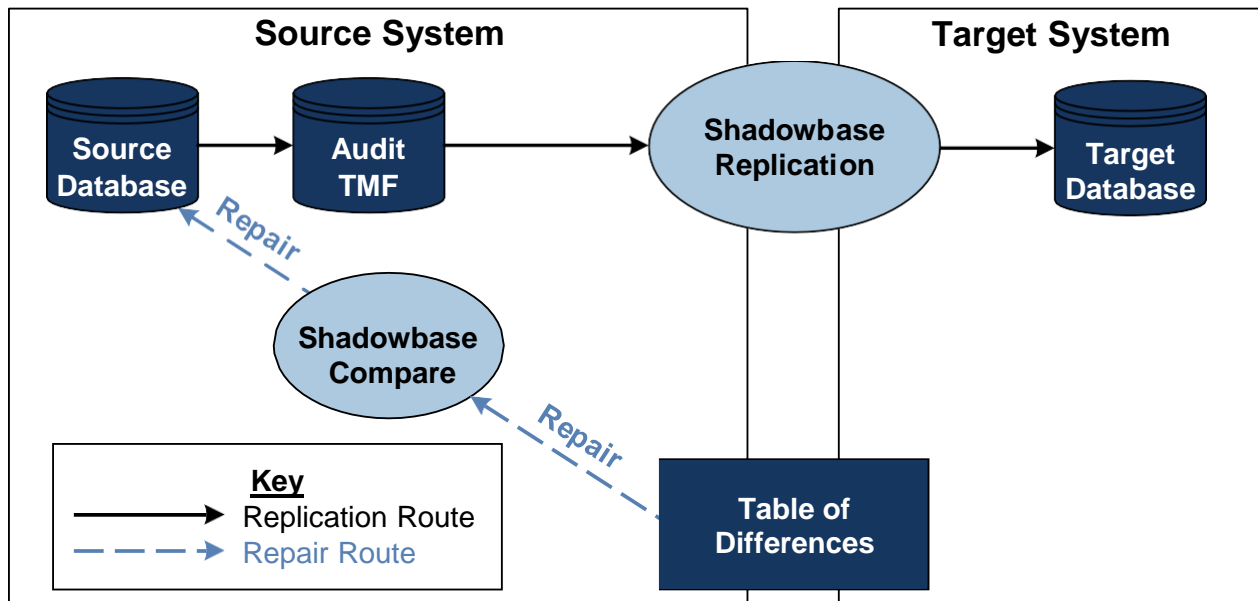 Source System
Target System
Source
Database
Audit
TMF
Shadowbase
Replication
Target
Database
Repair
Shadowbase
Compare
Repair
Table of
Differences
Key
Replication Route
Repair Route